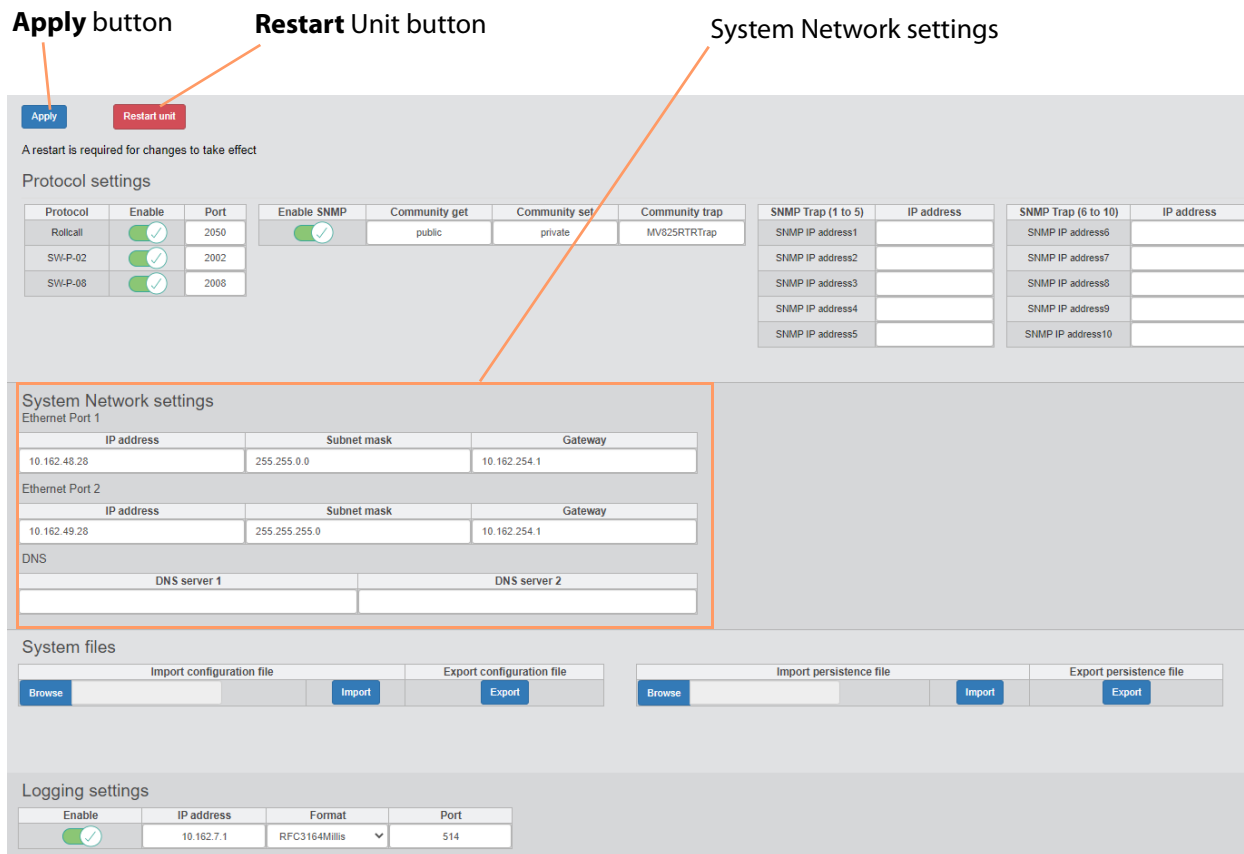 Apply button Restart Unit button System Network settings
Apply Restart unit
A restart is required for changes to take effect
Protocol settings
Protocol Enable Port Enable SNMP Community get Community set Community trap SNMP Trap (1 to 5) IP address SNMP Trap (6 to 10) IP address
Rollcall 2050 public private MV825RTRTrap SNMP IP address1 SNMP IP address6
SW-P-02 2002 SNMP IP address2 SNMP IP address7
SW-P-08 2008 SNMP IP address3 SNMP IP address8
SNMP IP address4 SNMP IP address9
SNMP IP address5 SNMP IP address10
System Network settings
Ethernet Port 1
IP address Subnet mask Gateway
10.162.48.28 255.255.0.0 10.162.254.1
Ethernet Port 2
IP address Subnet mask Gateway
10.162.49.28 255.255.255.0 10.162.254.1
DNS
DNS server 1 DNS server 2
System files
Import configuration file Export configuration file Import persistence file Export persistence file
Browse Import Export Browse Import Export
Logging settings
Enable IP address Format Port
10.162.7.1 RFC3164Millis 514